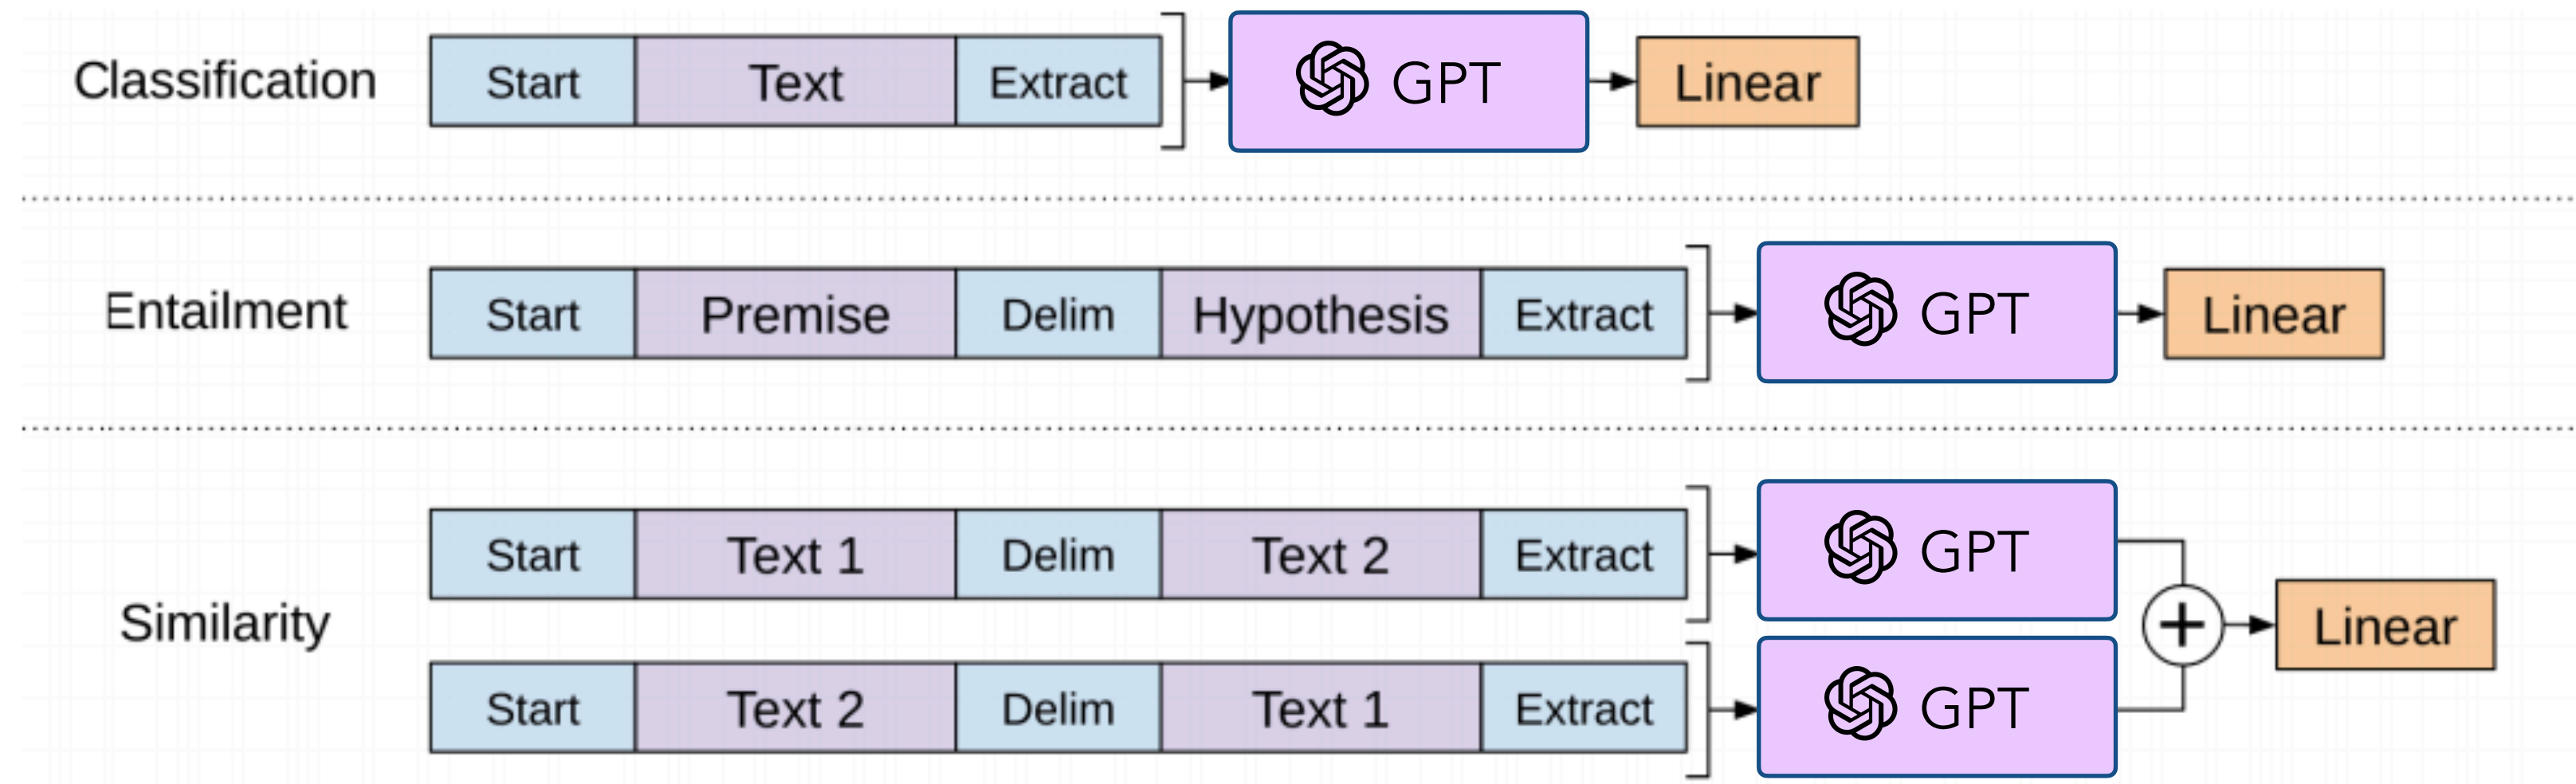 Classification Start Text Extract GPT Linear
Entailment Start Premise Delim Hypothesis Extract GPT Linear
Start Text 1 Delim Text 2 Extract GPT
Similarity + Linear
Start Text 2 Delim Text 1 Extract GPT